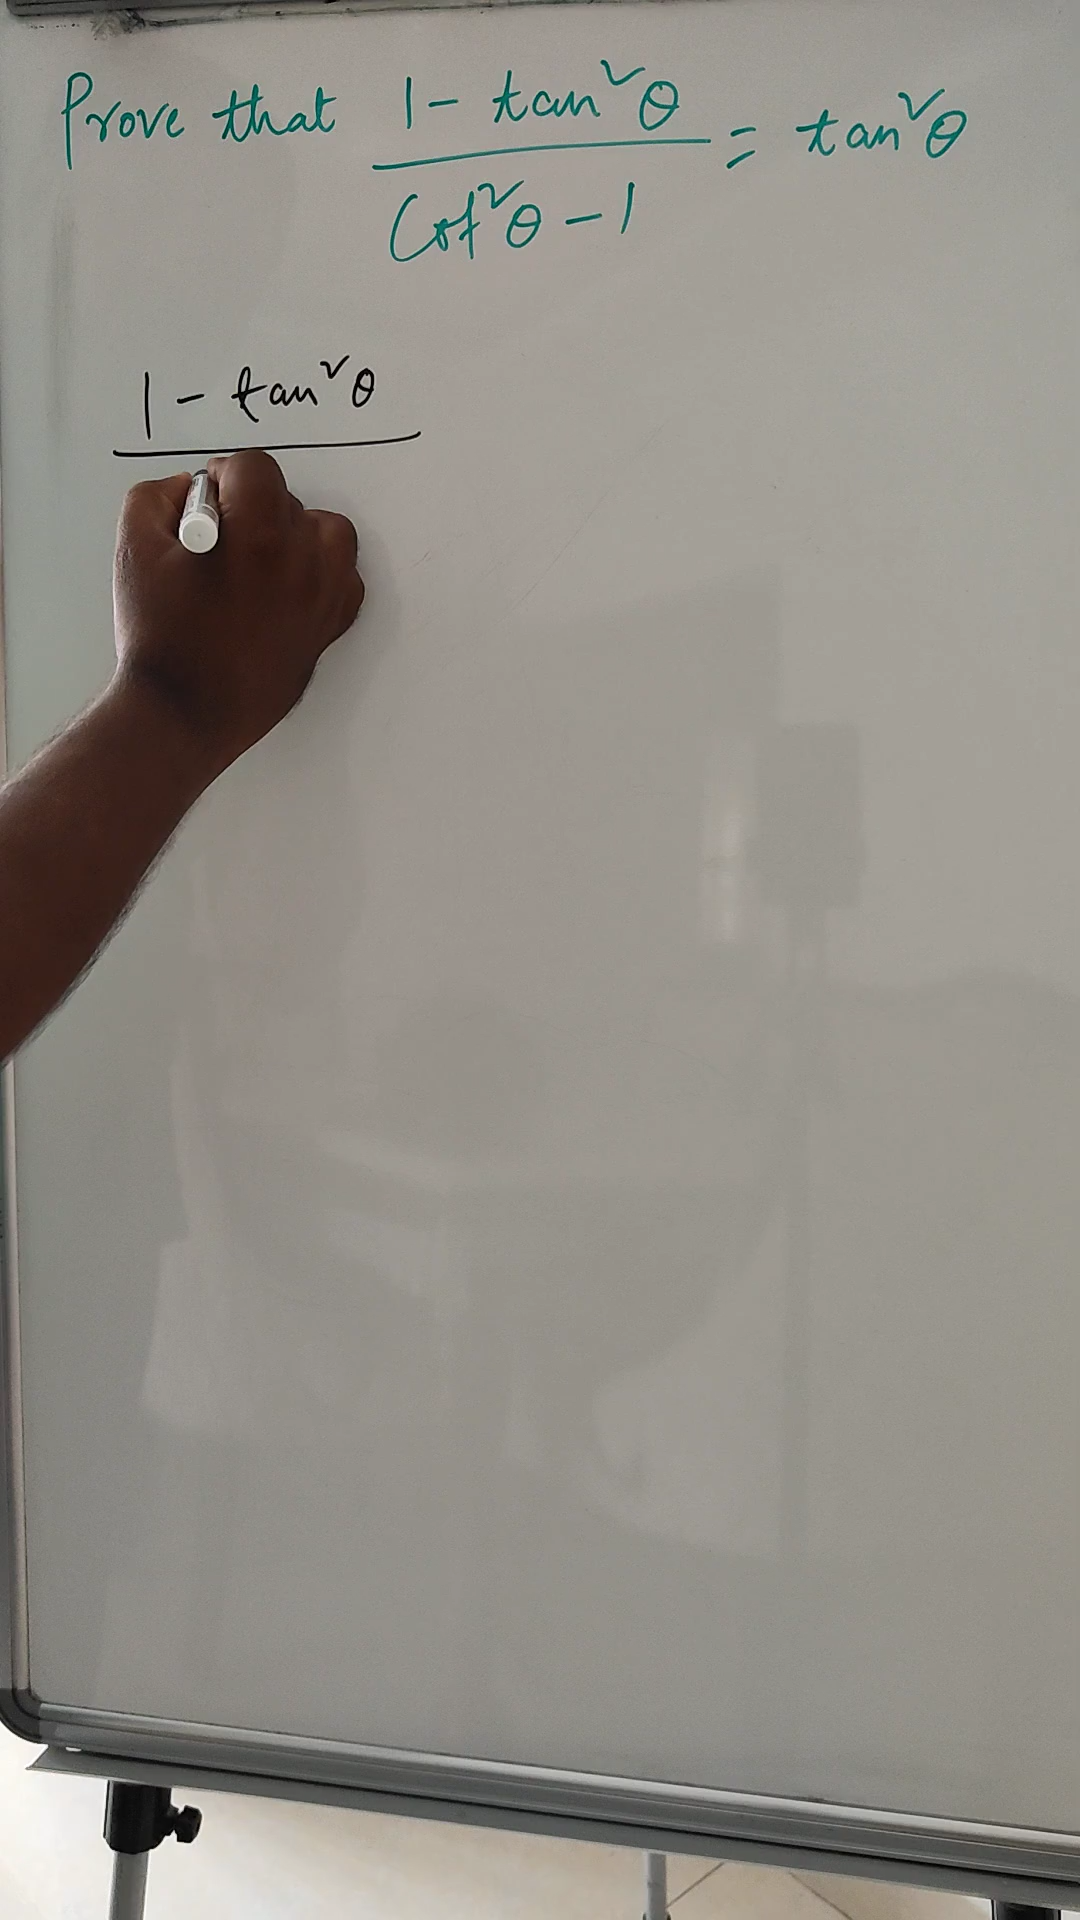 Prove that (1 - tan²θ)/(Cot²θ - 1) = tan²θ
1 - tan²θ